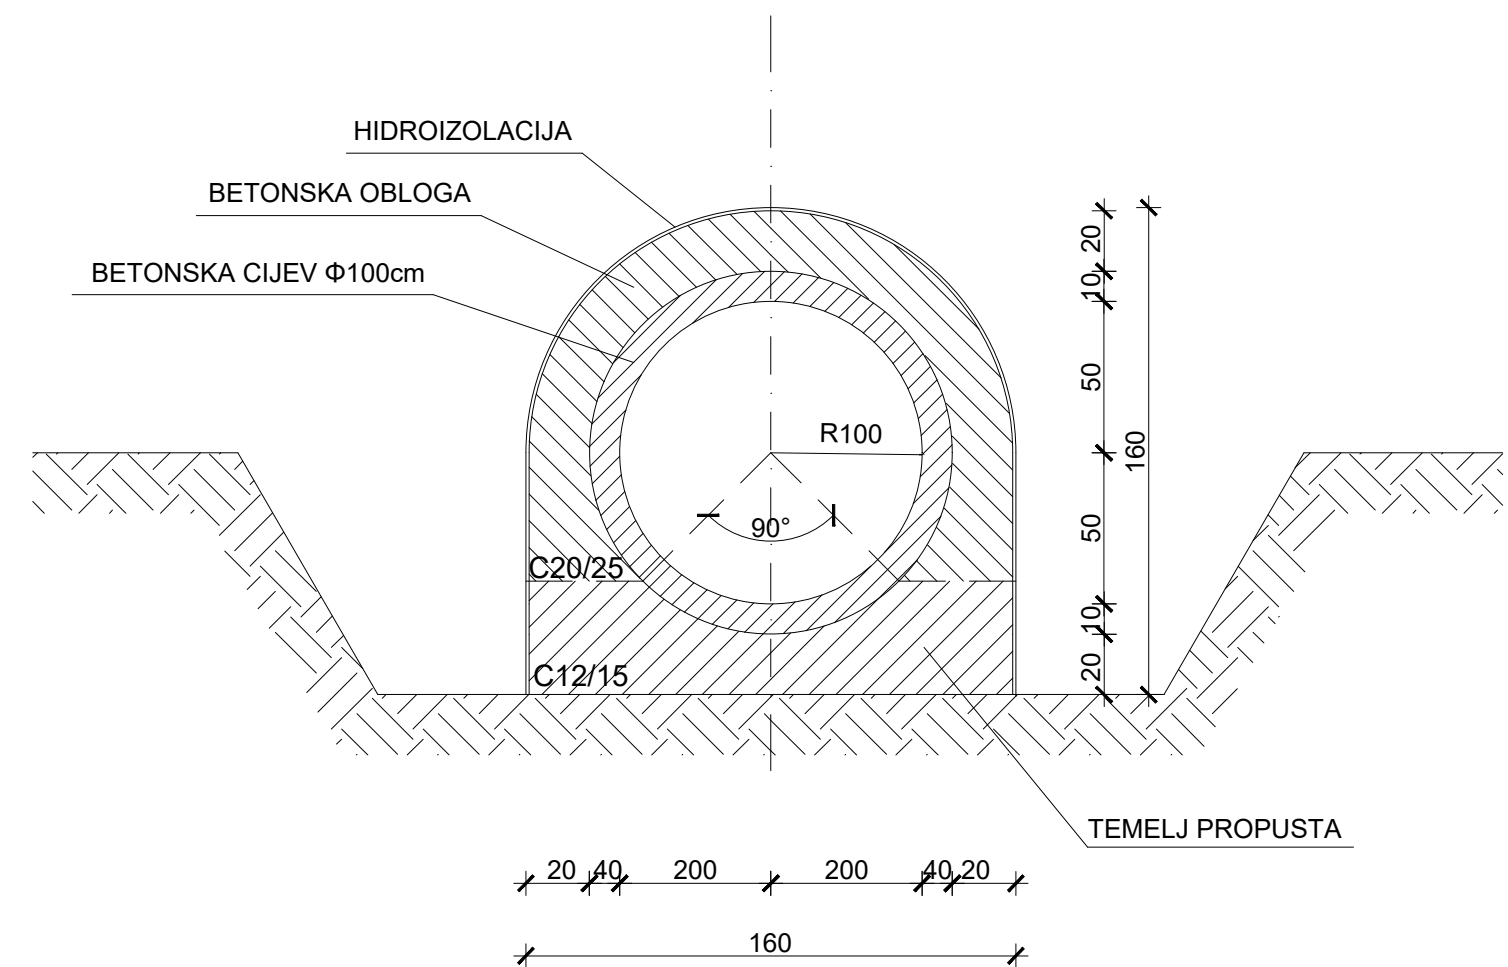 HIDROIZOLACIJA
BETONSKA OBLOGA
BETONSKA CIJEV Φ100cm
R100
90°
C20/25
C12/15
TEMELJ PROPUSTA
20
10
50
50
10
20
160
20 40 200 200 40 20
160